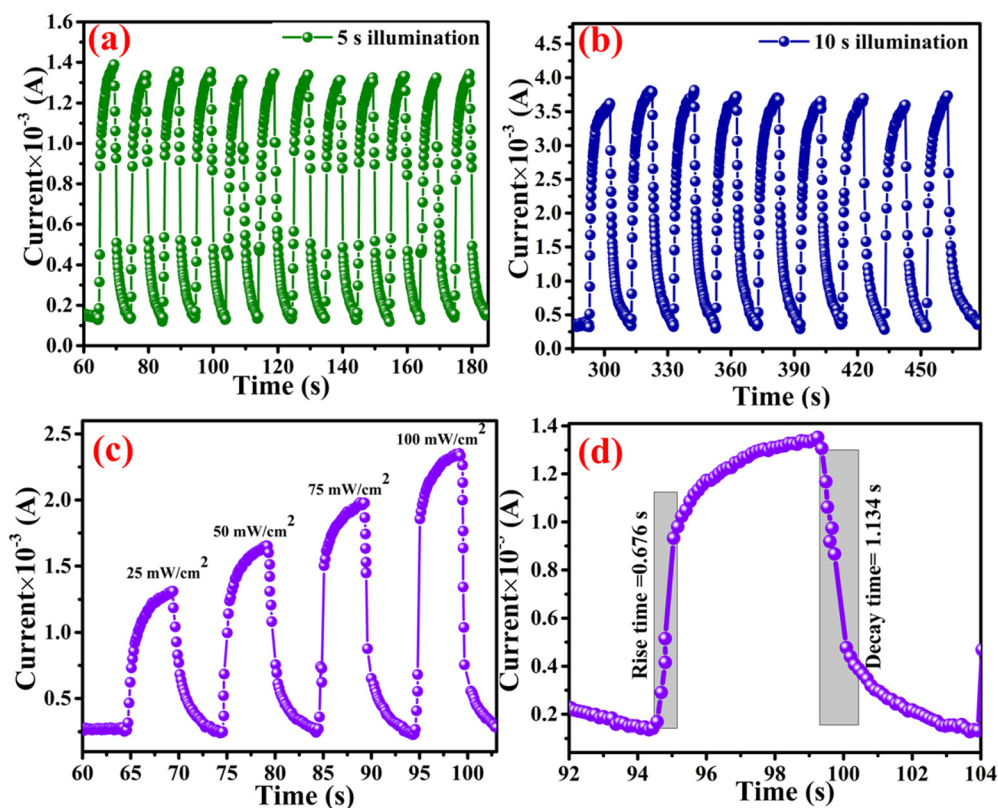 (a)
5 s illumination
Current×10⁻³ (A)
1.6
1.4
1.2
1.0
0.8
0.6
0.4
0.2
0.0
60 80 100 120 140 160 180
Time (s)
(b)
10 s illumination
Current×10⁻³ (A)
4.5
4.0
3.5
3.0
2.5
2.0
1.5
1.0
0.5
0.0
300 330 360 390 420 450
Time (s)
(c)
25 mW/cm²
50 mW/cm²
75 mW/cm²
100 mW/cm²
Current×10⁻³ (A)
2.5
2.0
1.5
1.0
0.5
60 65 70 75 80 85 90 95 100
Time (s)
(d)
Rise time =0.676 s
Decay time= 1.134 s
Current×10⁻³ (A)
1.4
1.2
1.0
0.8
0.6
0.4
0.2
92 94 96 98 100 102 104
Time (s)